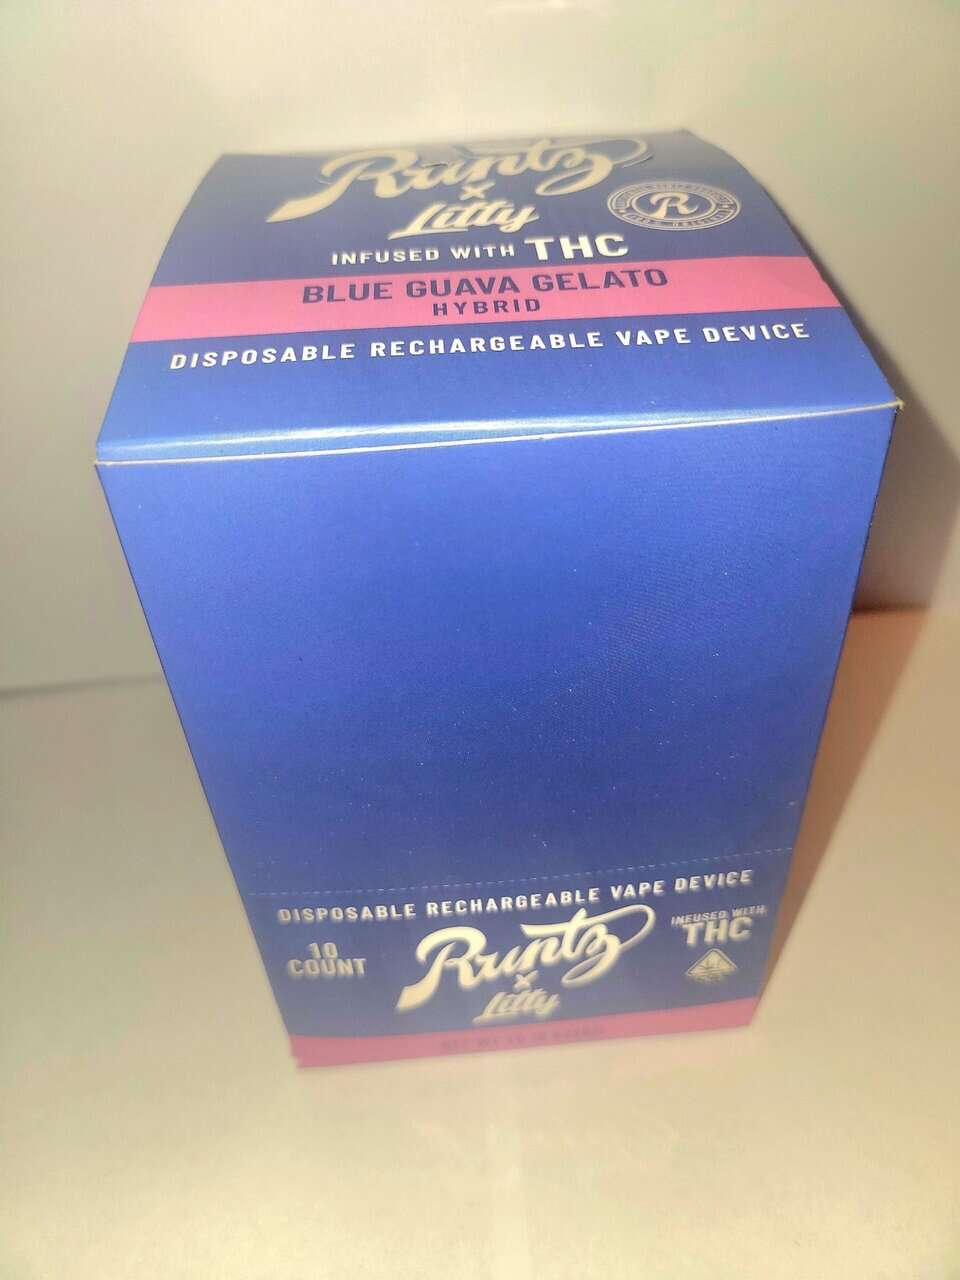 Runtz
x
Litty
R
INFUSED WITH THC
BLUE GUAVA GELATO
HYBRID
DISPOSABLE RECHARGEABLE VAPE DEVICE
DISPOSABLE RECHARGEABLE VAPE DEVICE
10
COUNT
Runtz
x
Litty
INFUSED WITH
THC